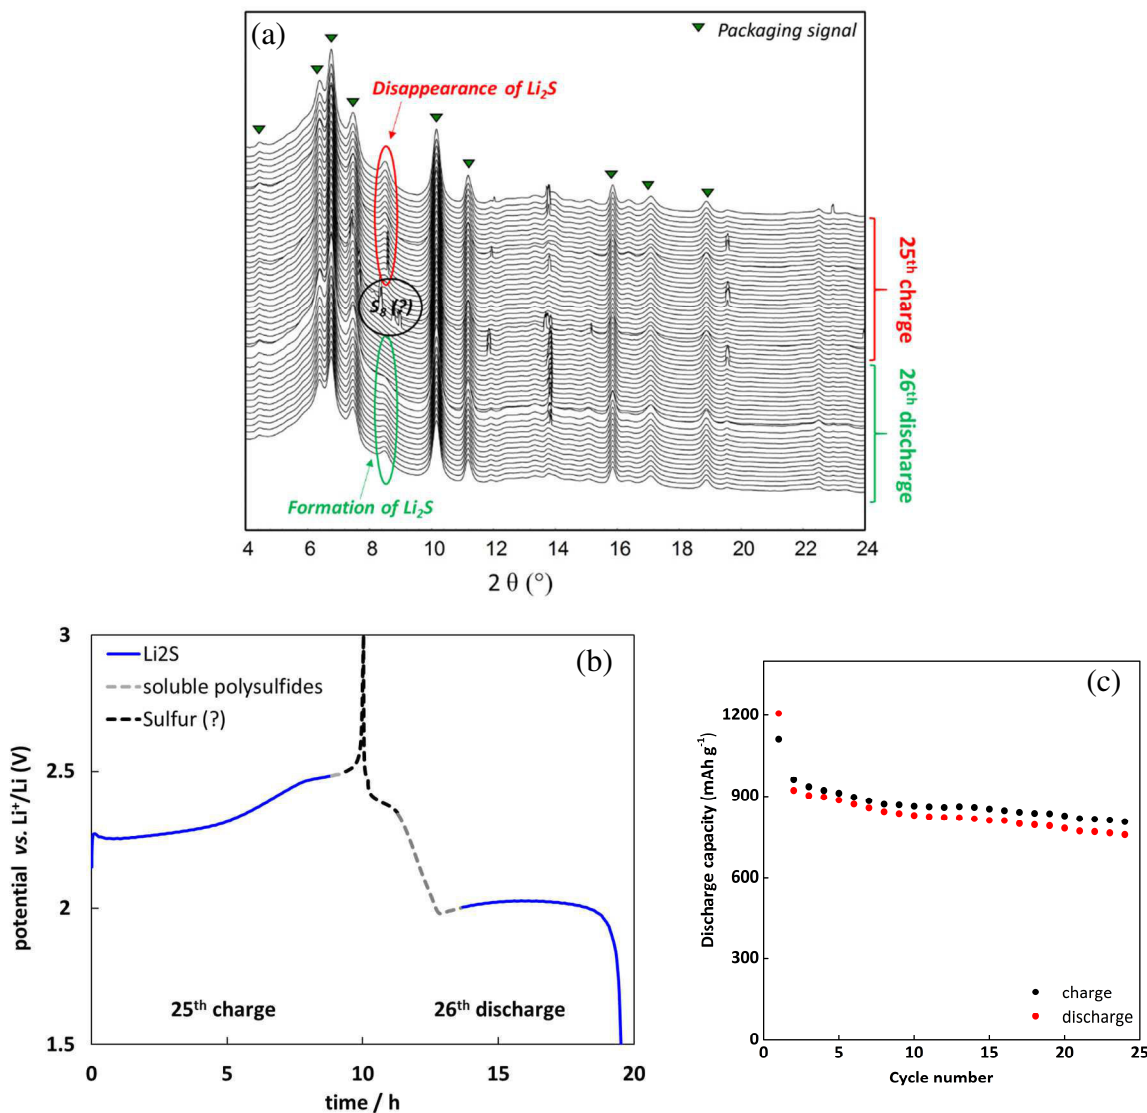 (a)
Packaging signal
Disappearance of Li₂S
S₈ (?)
Formation of Li₂S
25ᵗʰ charge
26ᵗʰ discharge
4 6 8 10 12 14 16 18 20 22 24
2 θ (°)
(b)
Li2S
soluble polysulfides
Sulfur (?)
potential vs. Li⁺/Li (V)
3
2.5
2
1.5
25ᵗʰ charge
26ᵗʰ discharge
0 5 10 15 20
time / h
(c)
Discharge capacity (mAh g⁻¹)
1200
900
600
300
0
charge
discharge
0 5 10 15 20 25
Cycle number